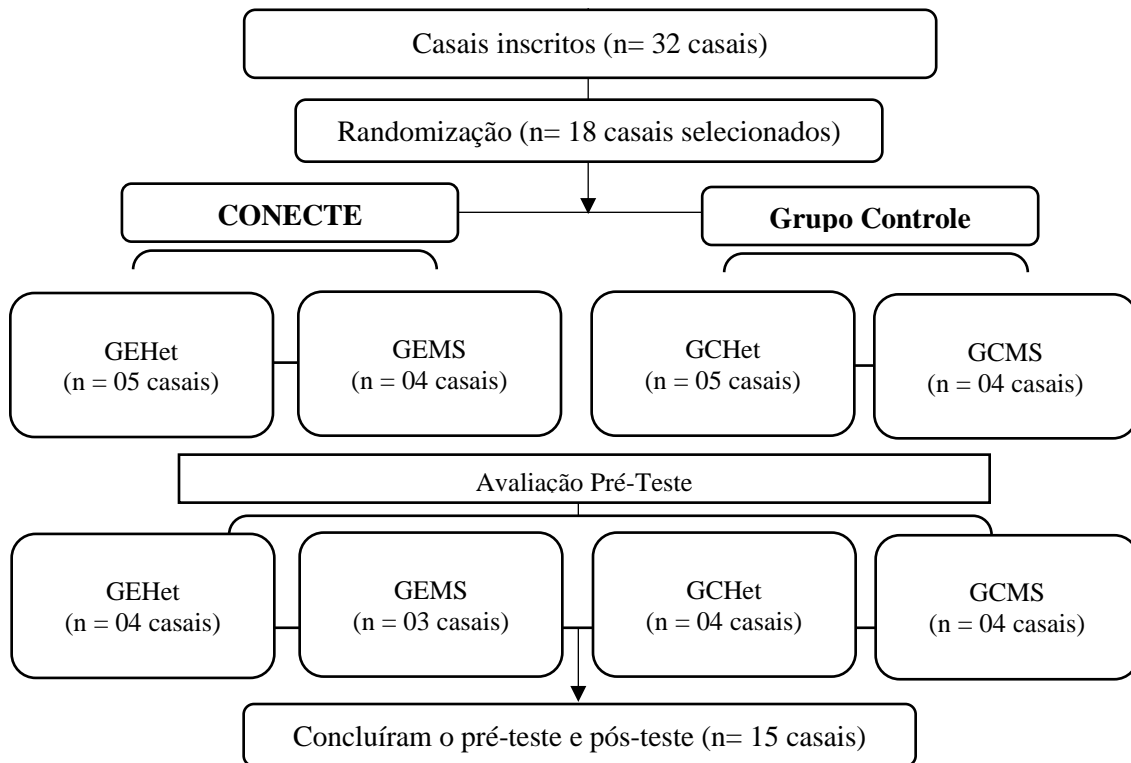 Casais inscritos (n= 32 casais)
Randomização (n= 18 casais selecionados)
CONECTE
Grupo Controle
GEHet
(n = 05 casais)
GEMS
(n = 04 casais)
GCHet
(n = 05 casais)
GCMS
(n = 04 casais)
Avaliação Pré-Teste
GEHet
(n = 04 casais)
GEMS
(n = 03 casais)
GCHet
(n = 04 casais)
GCMS
(n = 04 casais)
Concluíram o pré-teste e pós-teste (n= 15 casais)